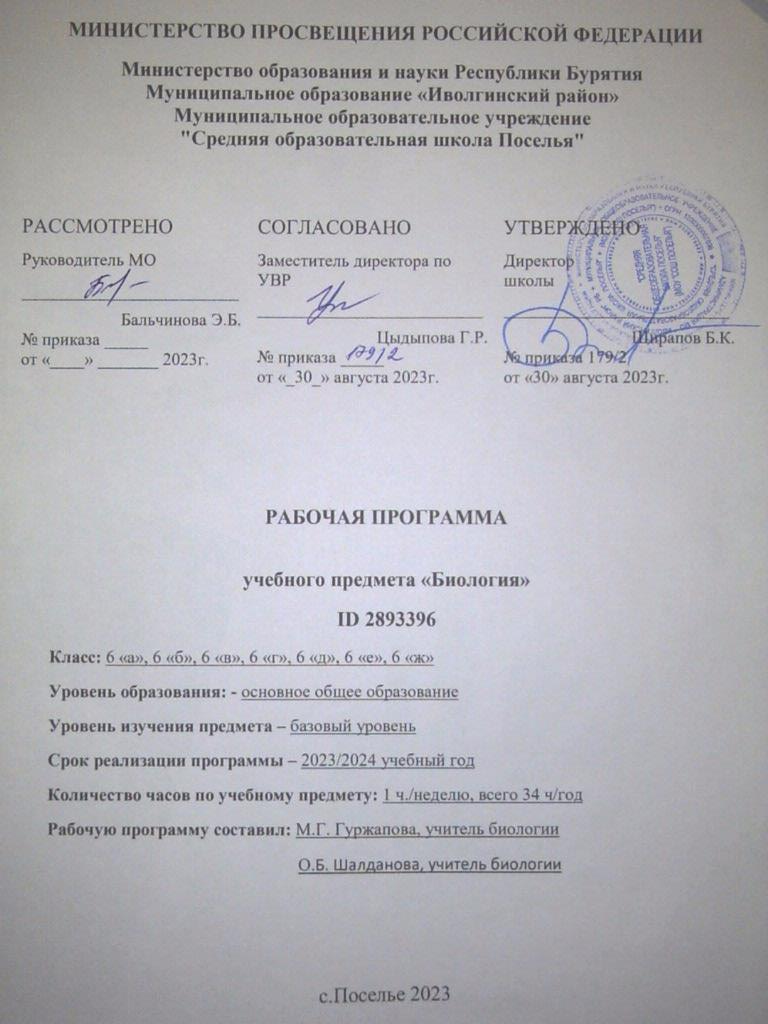 МИНИСТЕРСТВО ПРОСВЕЩЕНИЯ РОССИЙСКОЙ ФЕДЕРАЦИИ
Министерство образования и науки Республики Бурятия
Муниципальное образование «Иволгинский район»
Муниципальное образовательное учреждение
"Средняя образовательная школа Поселья"
РАССМОТРЕНО
Руководитель МО
Бальчинова Э.Б.
№ приказа _____
от «____» _______ 2023г.
СОГЛАСОВАНО
Заместитель директора по
УВР
Цыдыпова Г.Р.
№ приказа 179/2
от «_30_» августа 2023г.
УТВЕРЖДЕНО
Директор
школы
Ширапов Б.К.
№ приказа 179/2
от «30» августа 2023г.
РАБОЧАЯ ПРОГРАММА
учебного предмета «Биология»
ID 2893396
Класс: 6 «а», 6 «б», 6 «в», 6 «г», 6 «д», 6 «е», 6 «ж»
Уровень образования: - основное общее образование
Уровень изучения предмета – базовый уровень
Срок реализации программы – 2023/2024 учебный год
Количество часов по учебному предмету: 1 ч./неделю, всего 34 ч/год
Рабочую программу составил: М.Г. Гуржапова, учитель биологии
О.Б. Шалданова, учитель биологии
с.Поселье 2023